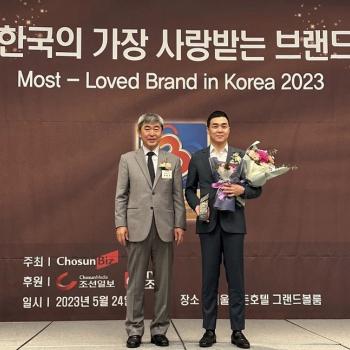 한국의 가장 사랑받는 브랜드
Most – Loved Brand in Korea 2023
주최 | ChosunBiz
후원 | ChosunMedia 조선일보
일시 | 2023년 5월 24 장소
호텔 그랜드볼룸